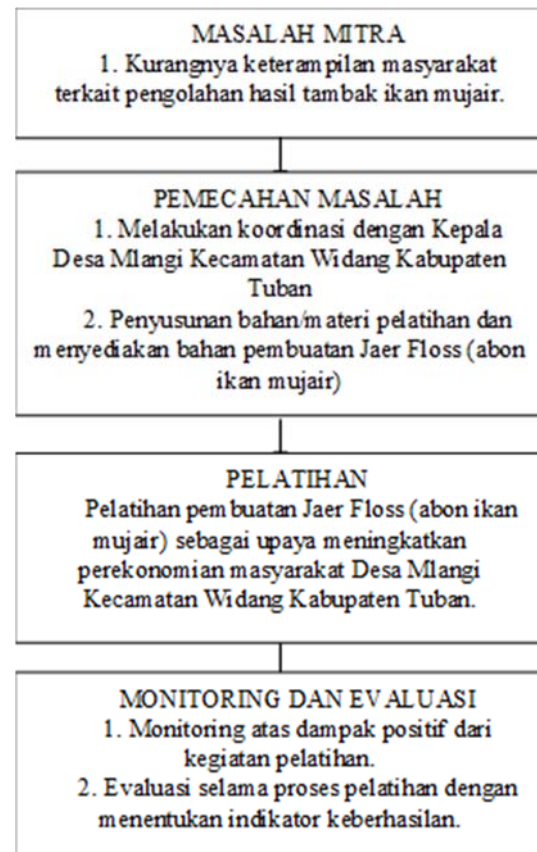 MASALAH MITRA
1. Kurangnya keterampilan masyarakat
terkait pengolahan hasil tambak ikan mujair.
PEMECAHAN MASALAH
1. Melakukan koordinasi dengan Kepala
Desa Mlangi Kecamatan Widang Kabupaten
Tuban
2. Penyusunan bahan/materi pelatihan dan
menyediakan bahan pembuatan Jaer Floss (abon
ikan mujair)
PELATIHAN
Pelatihan pembuatan Jaer Floss (abon ikan
mujair) sebagai upaya meningkatkan
perekonomian masyarakat Desa Mlangi
Kecamatan Widang Kabupaten Tuban.
MONITORING DAN EVALUASI
1. Monitoring atas dampak positif dari
kegiatan pelatihan.
2. Evaluasi selama proses pelatihan dengan
menentukan indikator keberhasilan.